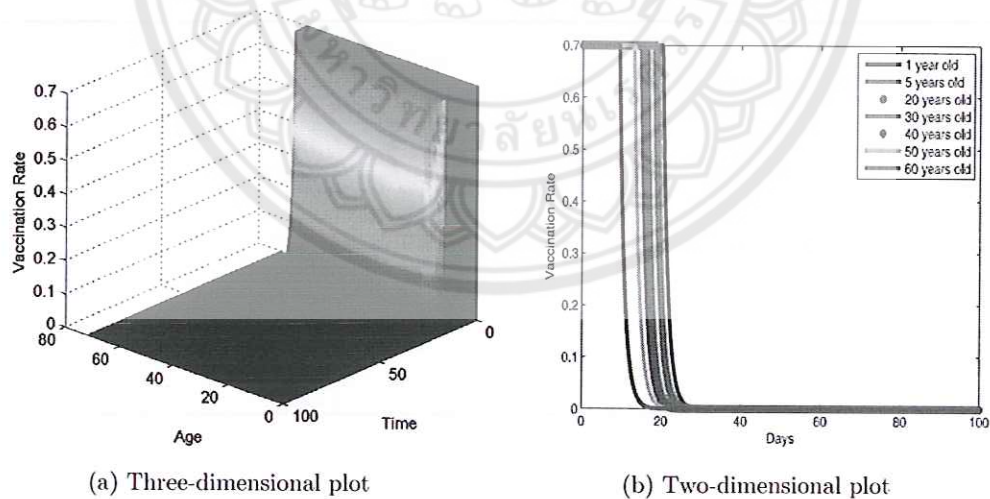 0.7
0.6
0.5
0.4
0.3
0.2
0.1
0
Vaccination Rate
80
60
40
20
0
Age
100
50
0
Time
(a) Three-dimensional plot
0.7
0.6
0.5
0.4
0.3
0.2
0.1
0
Vaccination Rate
0
20
40
60
80
100
Days
1 year old
5 years old
20 years old
30 years old
40 years old
50 years old
60 years old
(b) Two-dimensional plot